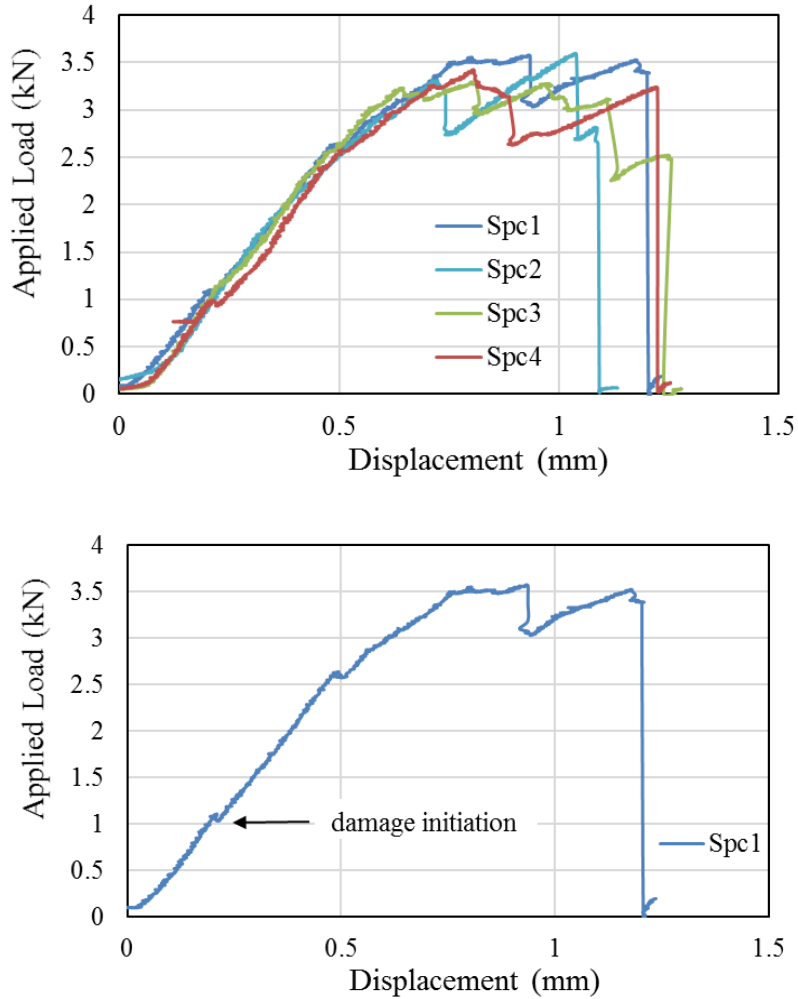 4
3.5
3
2.5
2
1.5
1
0.5
0
Applied Load (kN)
Spc1
Spc2
Spc3
Spc4
0 0.5 1 1.5
Displacement (mm)
4
3.5
3
2.5
2
1.5
1
0.5
0
Applied Load (kN)
damage initiation
Spc1
0 0.5 1 1.5
Displacement (mm)